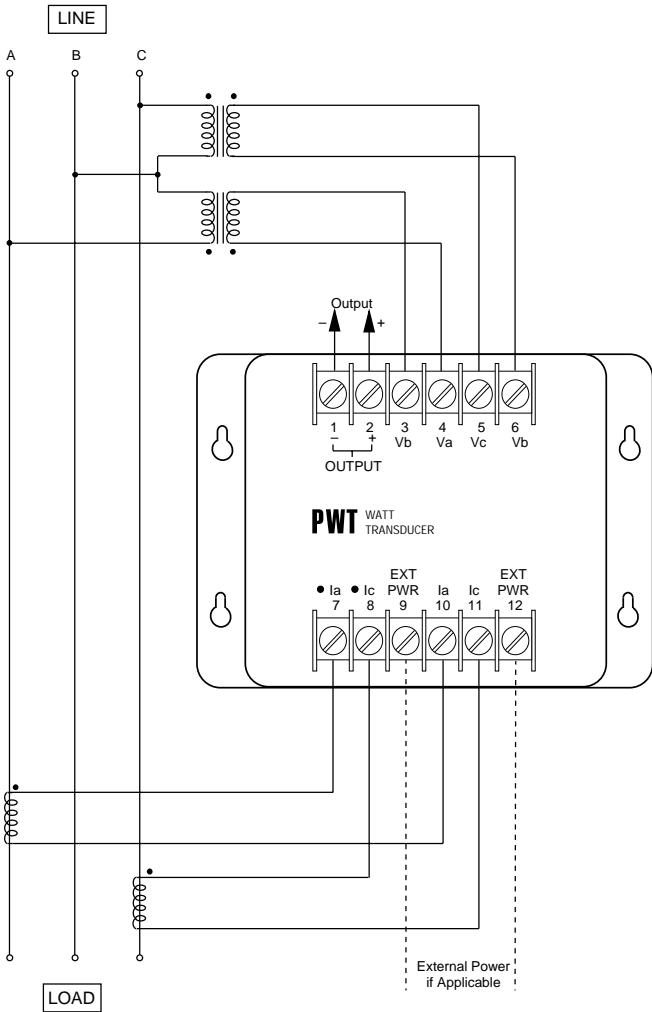 LINE
A B C
Output
– +
1 2 3 4 5 6
– + Vb Va Vc Vb
OUTPUT
PWT WATT
TRANSDUCER
EXT EXT
• Ia • Ic PWR Ia Ic PWR
7 8 9 10 11 12
External Power
if Applicable
LOAD